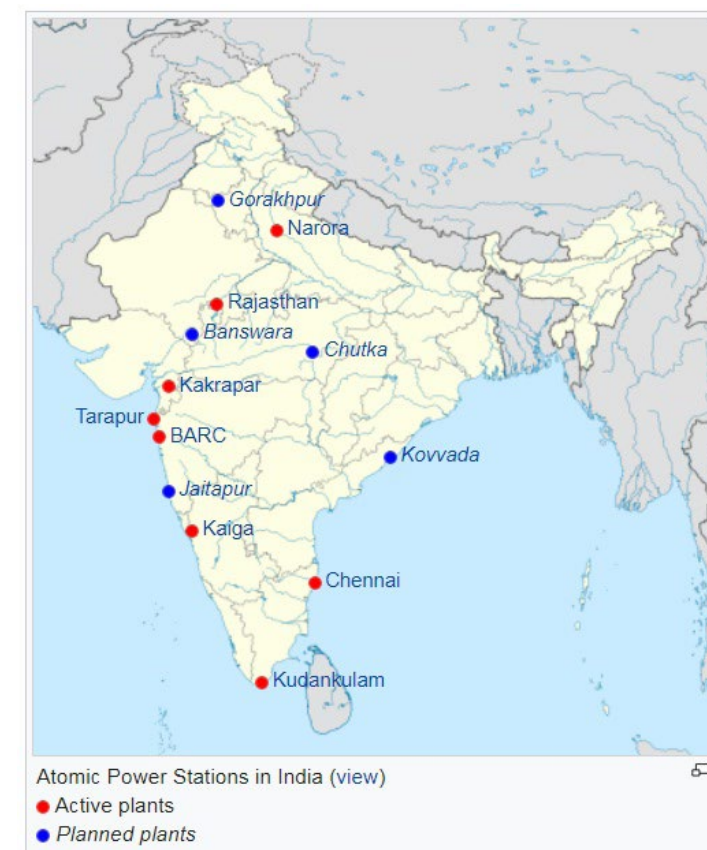 Gorakhpur
Narora
Rajasthan
Banswara
Chutka
Kakrapar
Tarapur
BARC
Kovvada
Jaitapur
Kaiga
Chennai
Kudankulam
Atomic Power Stations in India (view)
Active plants
Planned plants